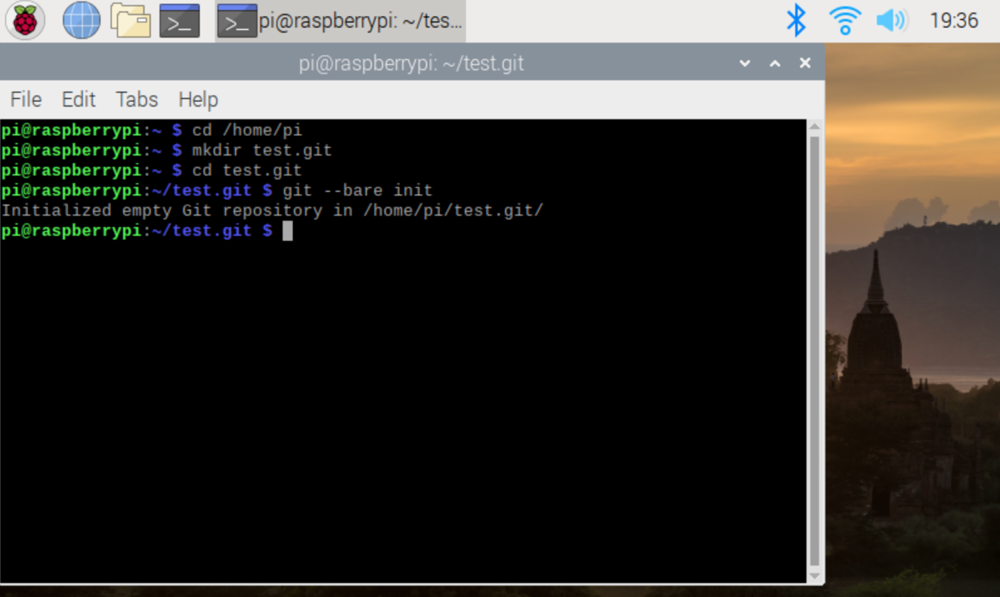 pi@raspberrypi: ~/tes... 19:36
pi@raspberrypi: ~/test.git
File Edit Tabs Help
pi@raspberrypi:~ $ cd /home/pi
pi@raspberrypi:~ $ mkdir test.git
pi@raspberrypi:~ $ cd test.git
pi@raspberrypi:~/test.git $ git --bare init
Initialized empty Git repository in /home/pi/test.git/
pi@raspberrypi:~/test.git $